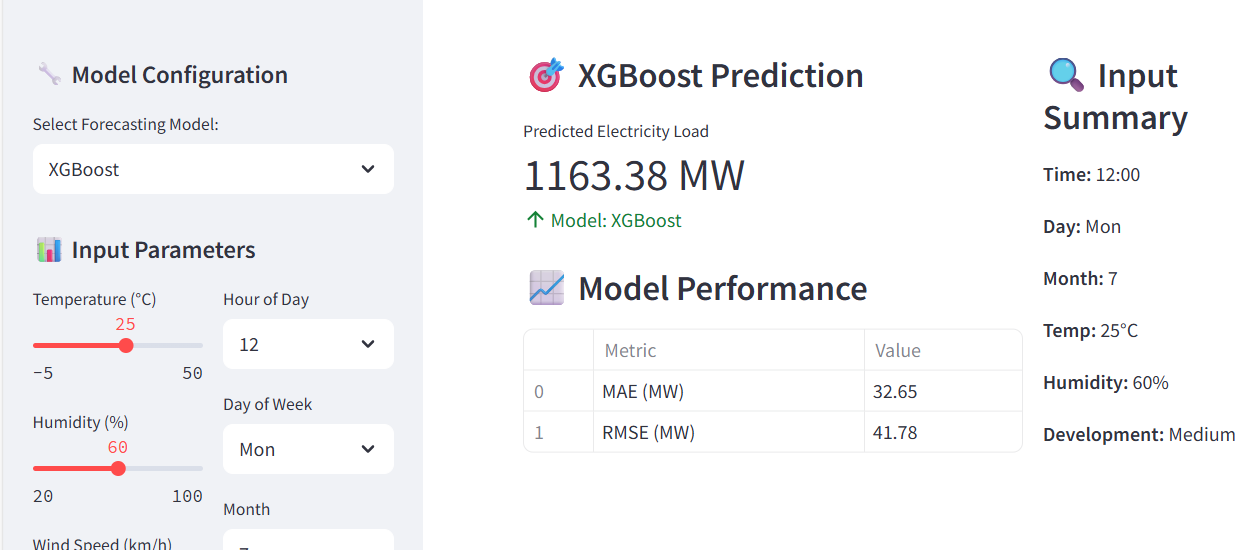 Model Configuration
Select Forecasting Model:
XGBoost
Input Parameters
Temperature (°C)
25
-5 50
Humidity (%)
60
20 100
Wind Speed (km/h)
Hour of Day
12
Day of Week
Mon
Month
XGBoost Prediction
Predicted Electricity Load
1163.38 MW
↑ Model: XGBoost
Model Performance
Metric Value
0 MAE (MW) 32.65
1 RMSE (MW) 41.78
Input
Summary
Time: 12:00
Day: Mon
Month: 7
Temp: 25°C
Humidity: 60%
Development: Medium